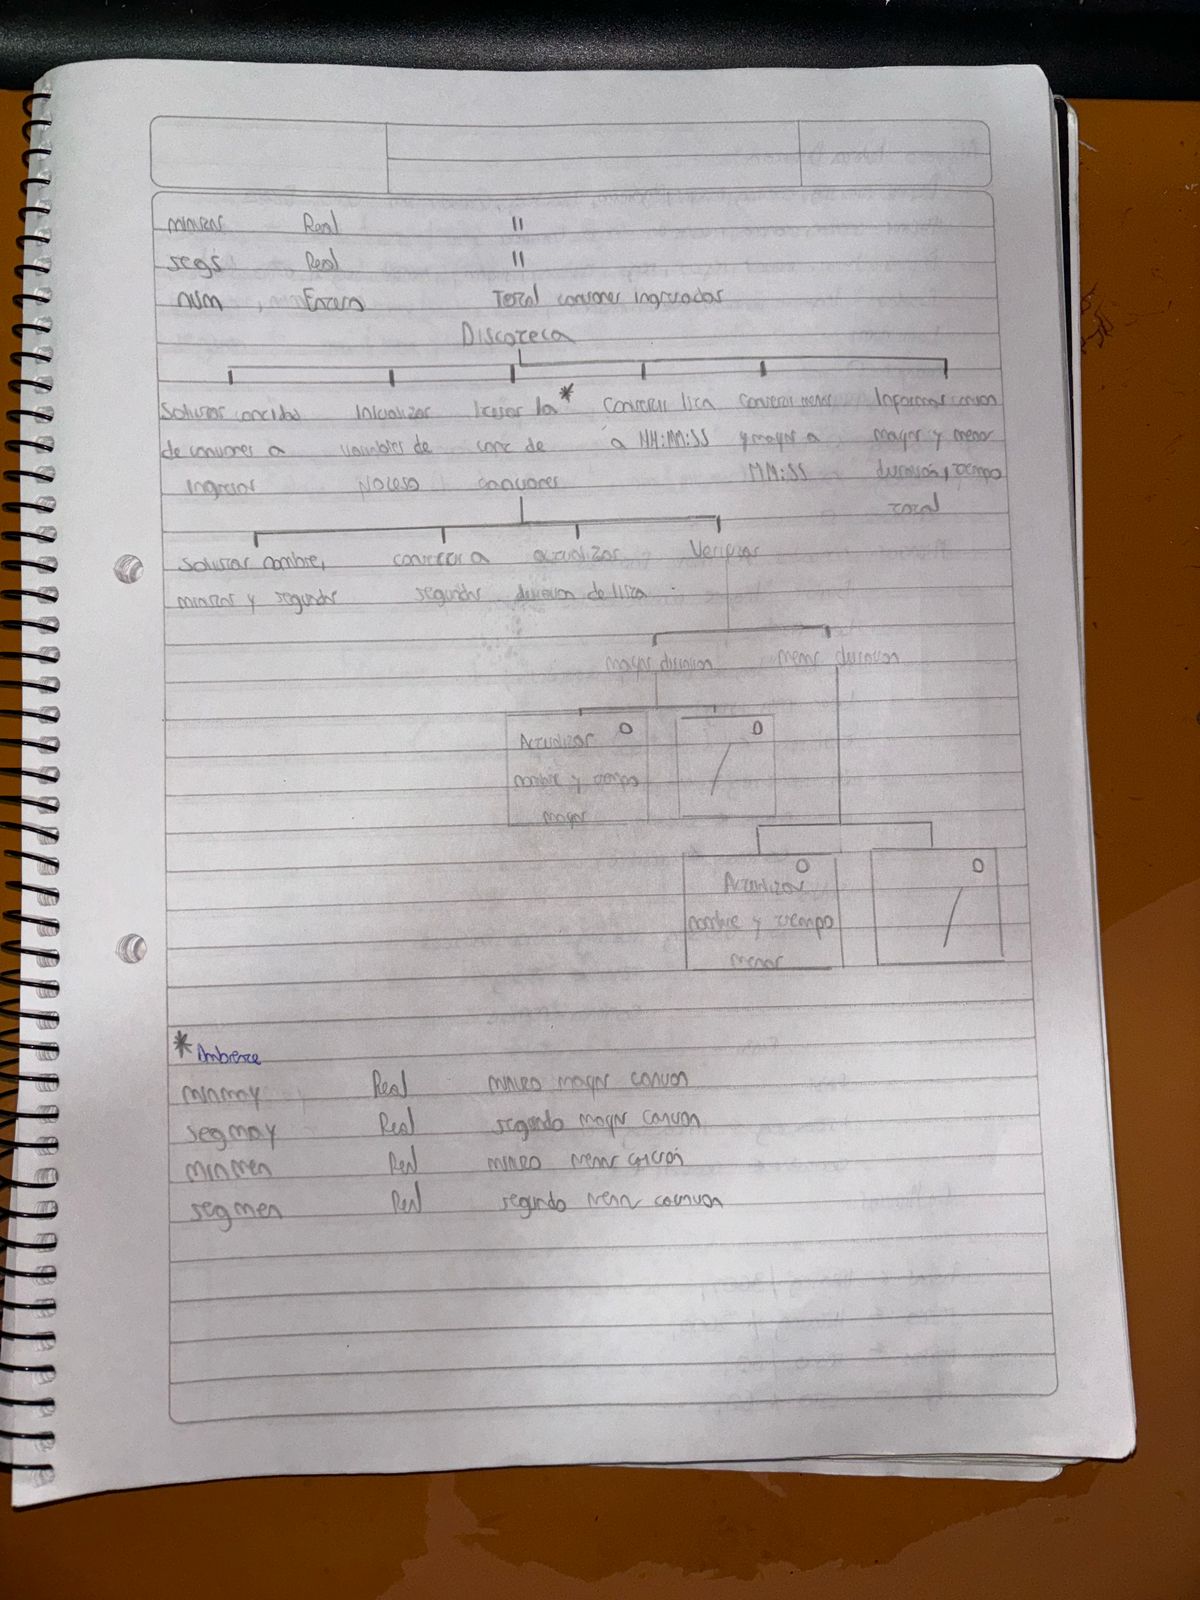 minutos Real "
segs Real "
num Entero Total canciones ingresadas
Discoteca
Solicitar cantidad Inicializar Iterar la * Convertir lista Convertir menor Informar cancion
de canciones a variables de cant de a HH:MM:SS y mayor a mayor y menor
ingresar proceso canciones MM:SS duracion, y tiempo
total
Solicitar nombre, convertir a actualizar Verificar
minutos y segundos segundos duracion de lista
mayor duracion menor duracion
Actualizar O O
nombre y tiempo /
mayor
Actualizar O O
nombre y tiempo /
menor
* Ambiente
minmay Real minuto mayor cancion
segmay Real segundo mayor cancion
minmen Real minuto menor cancion
segmen Real segundo menor cancion